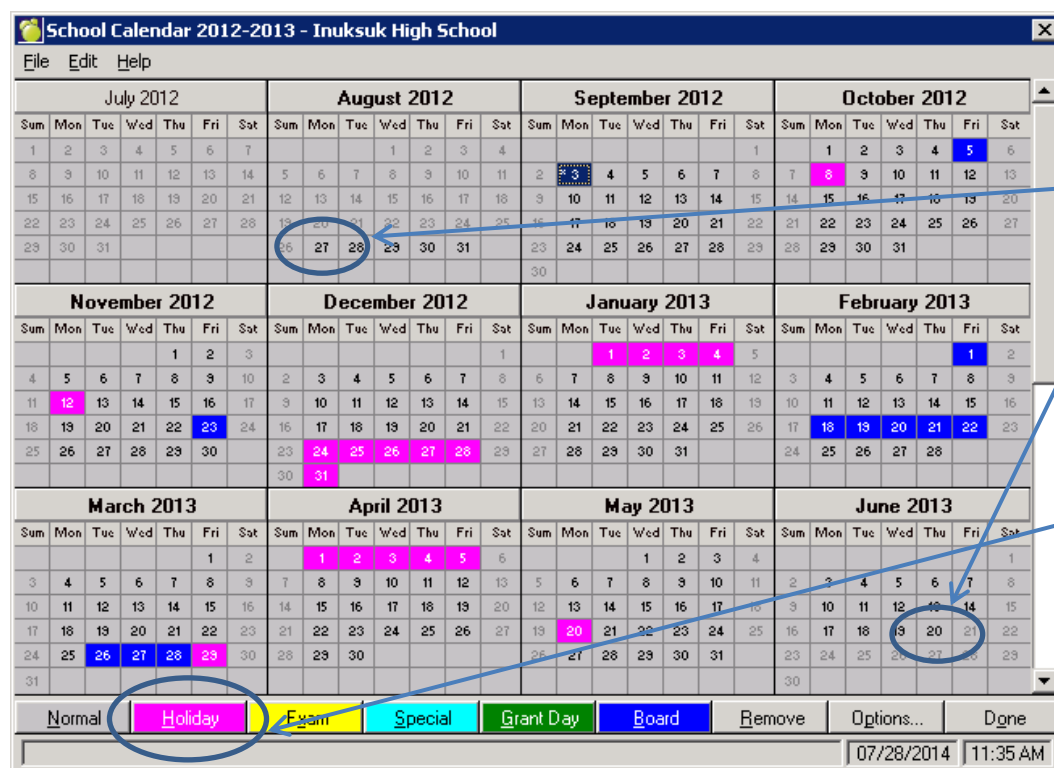 School Calendar 2012-2013 - Inuksuk High School
File Edit Help
July 2012
Sun Mon Tue Wed Thu Fri Sat
1 2 3 4 5 6 7
8 9 10 11 12 13 14
15 16 17 18 19 20 21
22 23 24 25 26 27 28
29 30 31
August 2012
Sun Mon Tue Wed Thu Fri Sat
1 2 3 4
5 6 7 8 9 10 11
12 13 14 15 16 17 18
19 20 21 22 23 24 25
26 27 28 29 30 31
September 2012
Sun Mon Tue Wed Thu Fri Sat
1
2 * 3 4 5 6 7 8
9 10 11 12 13 14 15
16 17 18 19 20 21 22
23 24 25 26 27 28 29
30
October 2012
Sun Mon Tue Wed Thu Fri Sat
1 2 3 4 5 6
7 8 9 10 11 12 13
14 15 16 17 18 19 20
21 22 23 24 25 26 27
28 29 30 31
November 2012
Sun Mon Tue Wed Thu Fri Sat
1 2 3
4 5 6 7 8 9 10
11 12 13 14 15 16 17
18 19 20 21 22 23 24
25 26 27 28 29 30
December 2012
Sun Mon Tue Wed Thu Fri Sat
1
2 3 4 5 6 7 8
9 10 11 12 13 14 15
16 17 18 19 20 21 22
23 24 25 26 27 28 29
30 31
January 2013
Sun Mon Tue Wed Thu Fri Sat
1 2 3 4 5
6 7 8 9 10 11 12
13 14 15 16 17 18 19
20 21 22 23 24 25 26
27 28 29 30 31
February 2013
Sun Mon Tue Wed Thu Fri Sat
1 2
3 4 5 6 7 8 9
10 11 12 13 14 15 16
17 18 19 20 21 22 23
24 25 26 27 28
March 2013
Sun Mon Tue Wed Thu Fri Sat
1 2
3 4 5 6 7 8 9
10 11 12 13 14 15 16
17 18 19 20 21 22 23
24 25 26 27 28 29 30
31
April 2013
Sun Mon Tue Wed Thu Fri Sat
1 2 3 4 5 6
7 8 9 10 11 12 13
14 15 16 17 18 19 20
21 22 23 24 25 26 27
28 29 30
May 2013
Sun Mon Tue Wed Thu Fri Sat
1 2 3 4
5 6 7 8 9 10 11
12 13 14 15 16 17 18
19 20 21 22 23 24 25
26 27 28 29 30 31
June 2013
Sun Mon Tue Wed Thu Fri Sat
1
2 3 4 5 6 7 8
9 10 11 12 13 14 15
16 17 18 19 20 21 22
23 24 25 26 27 28 29
30
Normal Holiday Exam Special Grant Day Board Remove Options... Done
07/28/2014 11:35 AM